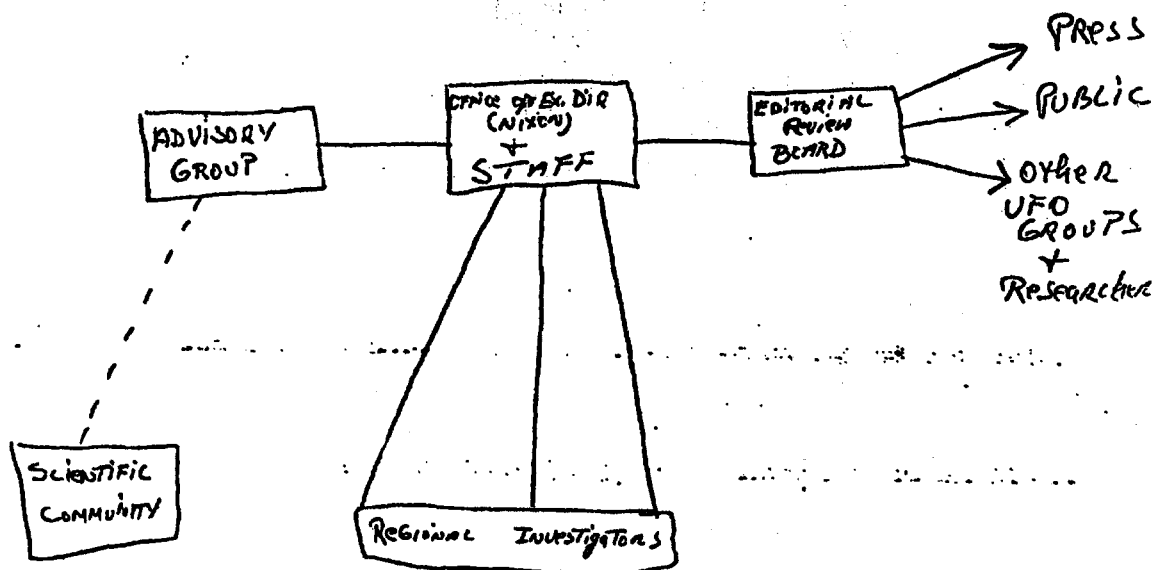 ADVISORY
GROUP
OFFICE OF EX. DIR
(NIXON)
+
STAFF
EDITORIAL
REVIEW
BOARD
PRESS
PUBLIC
OTHER
UFO
GROUPS
+
RESEARCHER
SCIENTIFIC
COMMUNITY
REGIONAL INVESTIGATORS